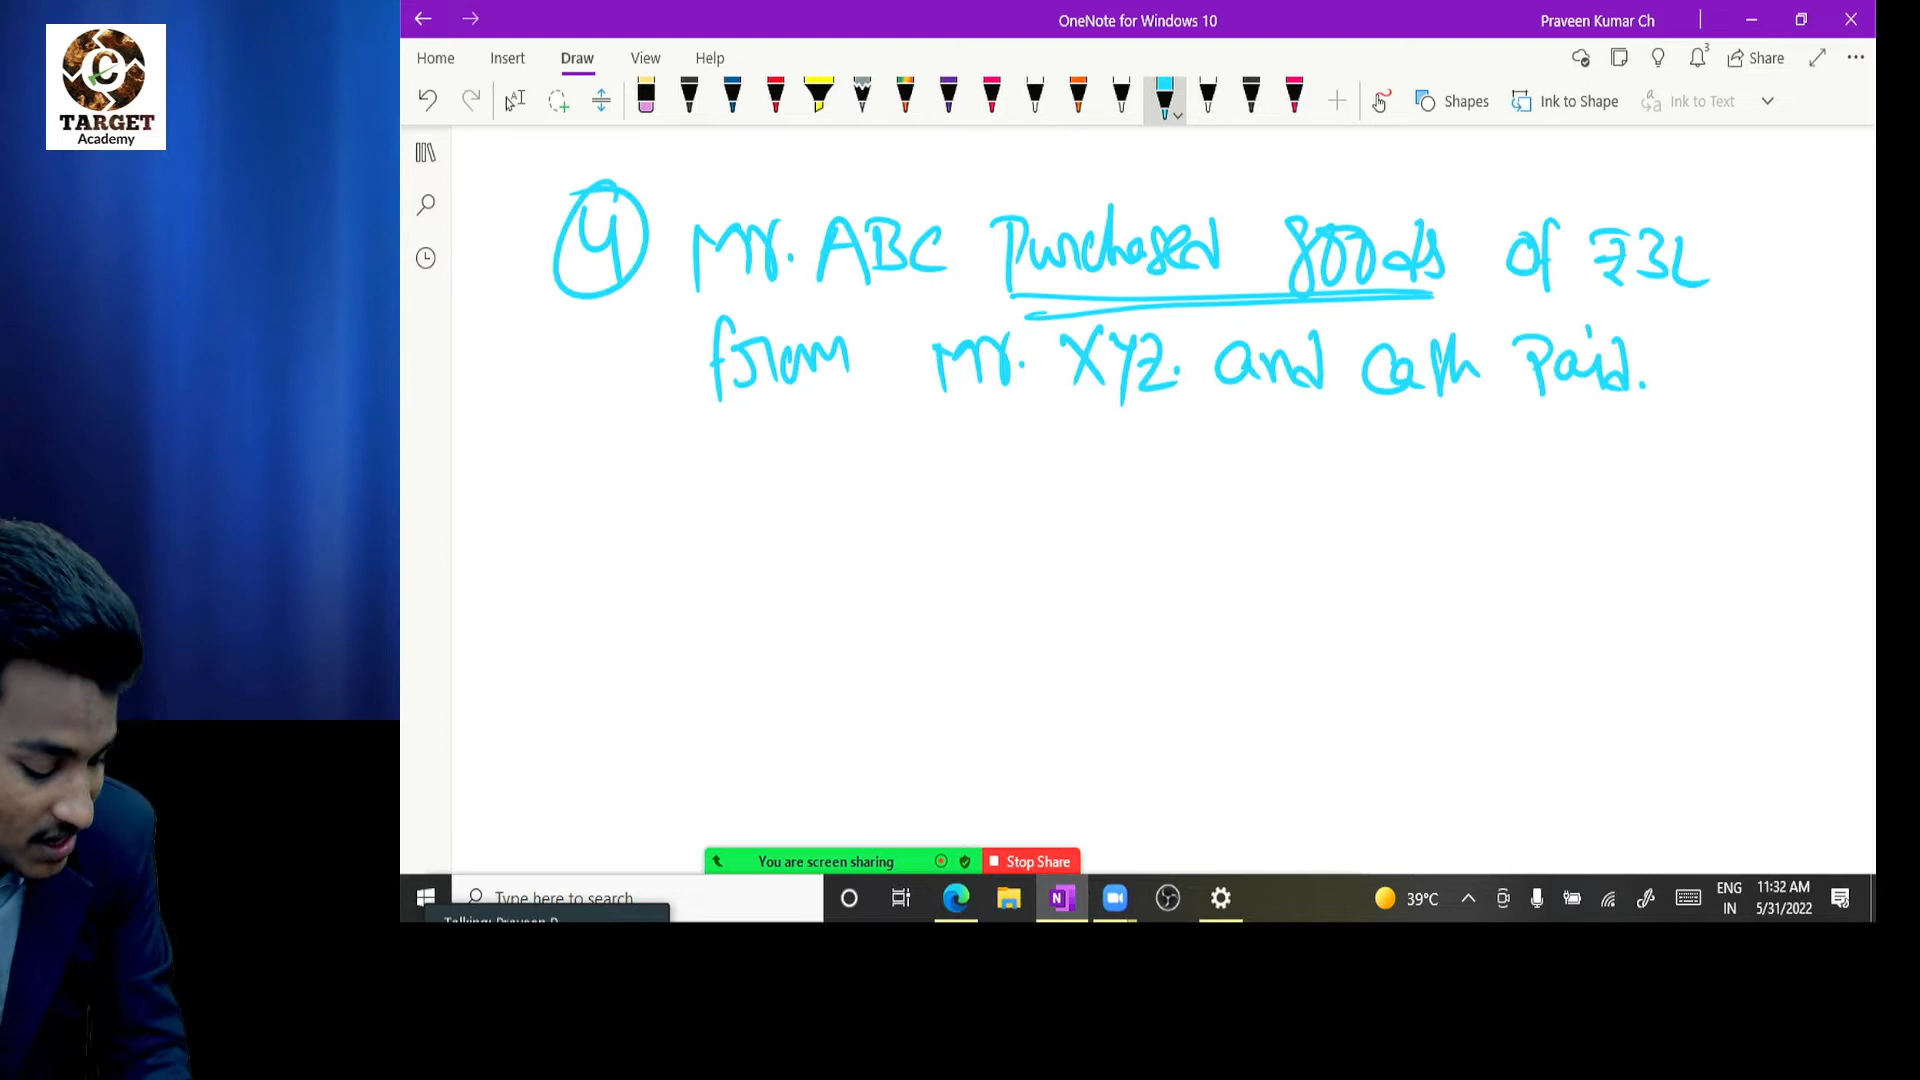 TARGET
Academy
OneNote for Windows 10
Praveen Kumar Ch
Home Insert Draw View Help
3
Share
Shapes
Ink to Shape
Ink to Text
4 Mr. ABC Purchased goods of ₹3L
from Mr. XYZ. and Cash Paid.
You are screen sharing
Stop Share
Type here to search
39°C
ENG
IN
11:32 AM
5/31/2022